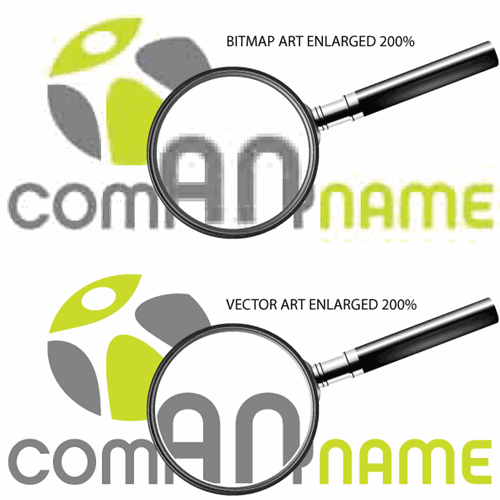 BITMAP ART ENLARGED 200%
comANYNAME
VECTOR ART ENLARGED 200%
comANYNAME